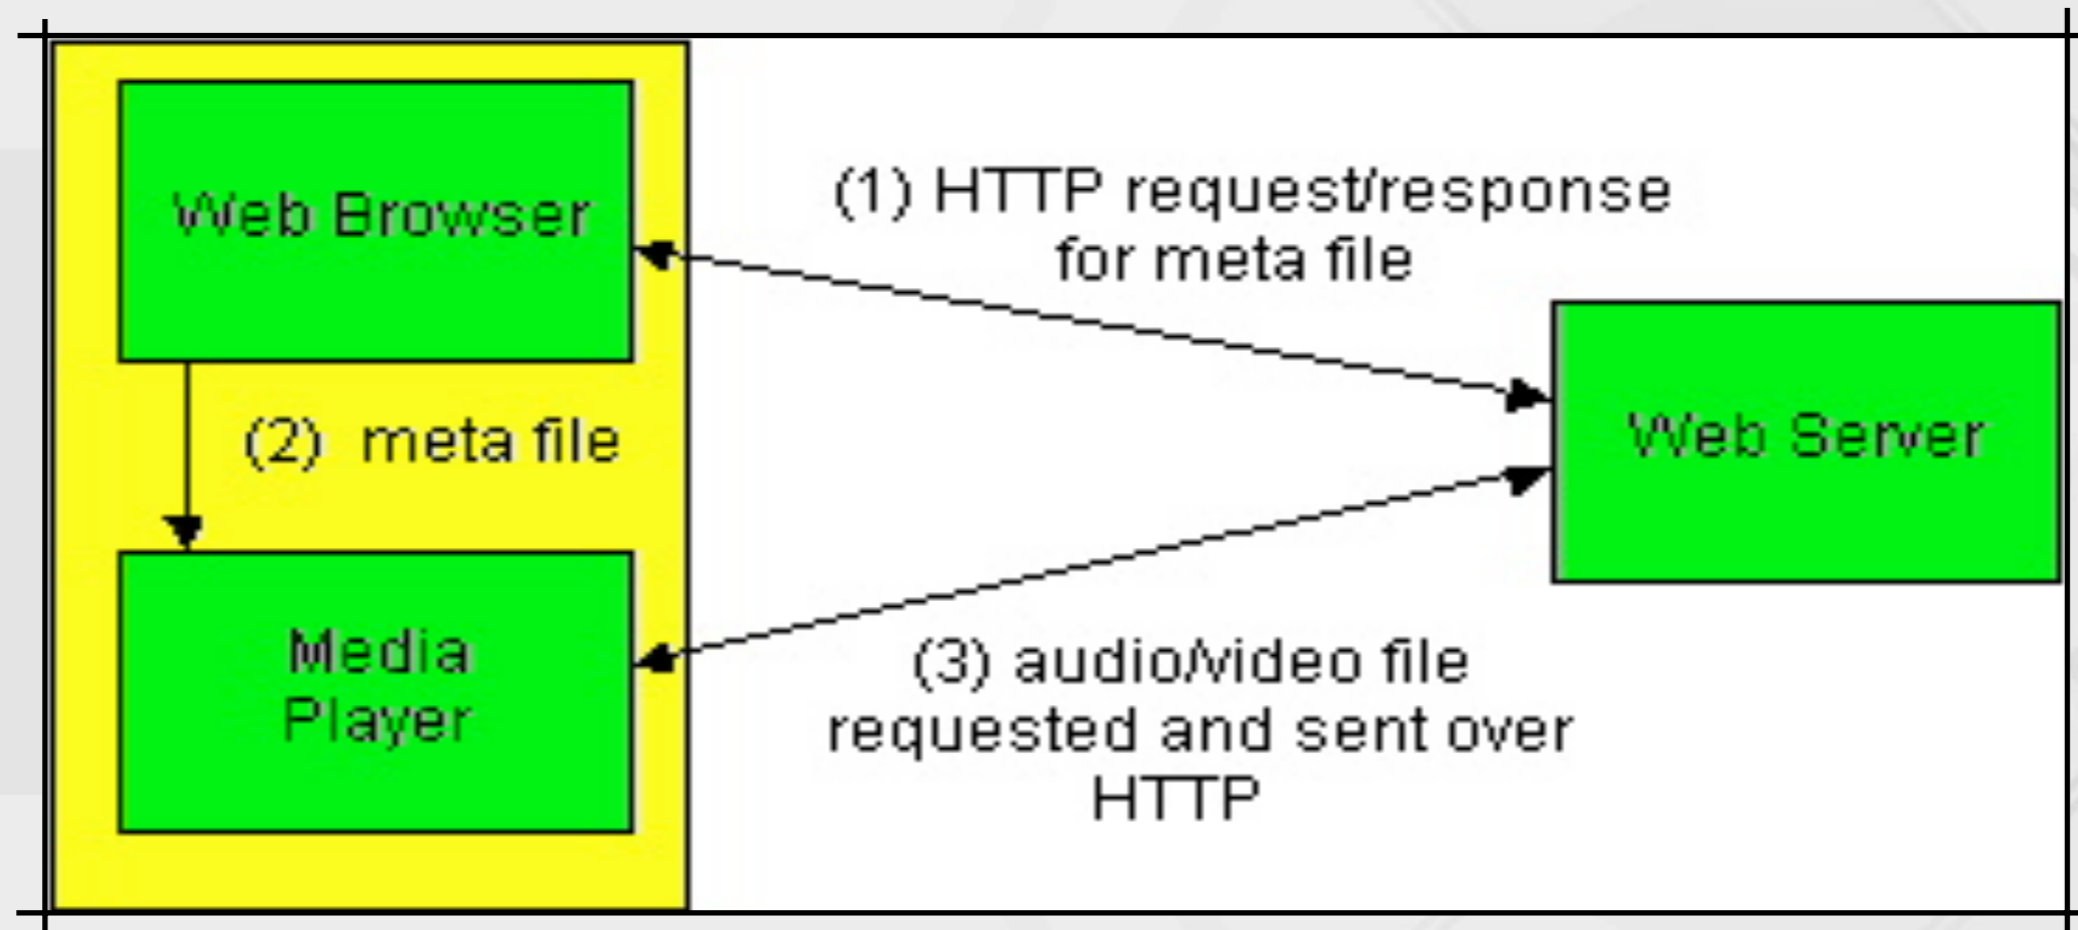 Web Browser
(1) HTTP request/response
for meta file
(2) meta file
Web Server
Media
Player
(3) audio/video file
requested and sent over
HTTP